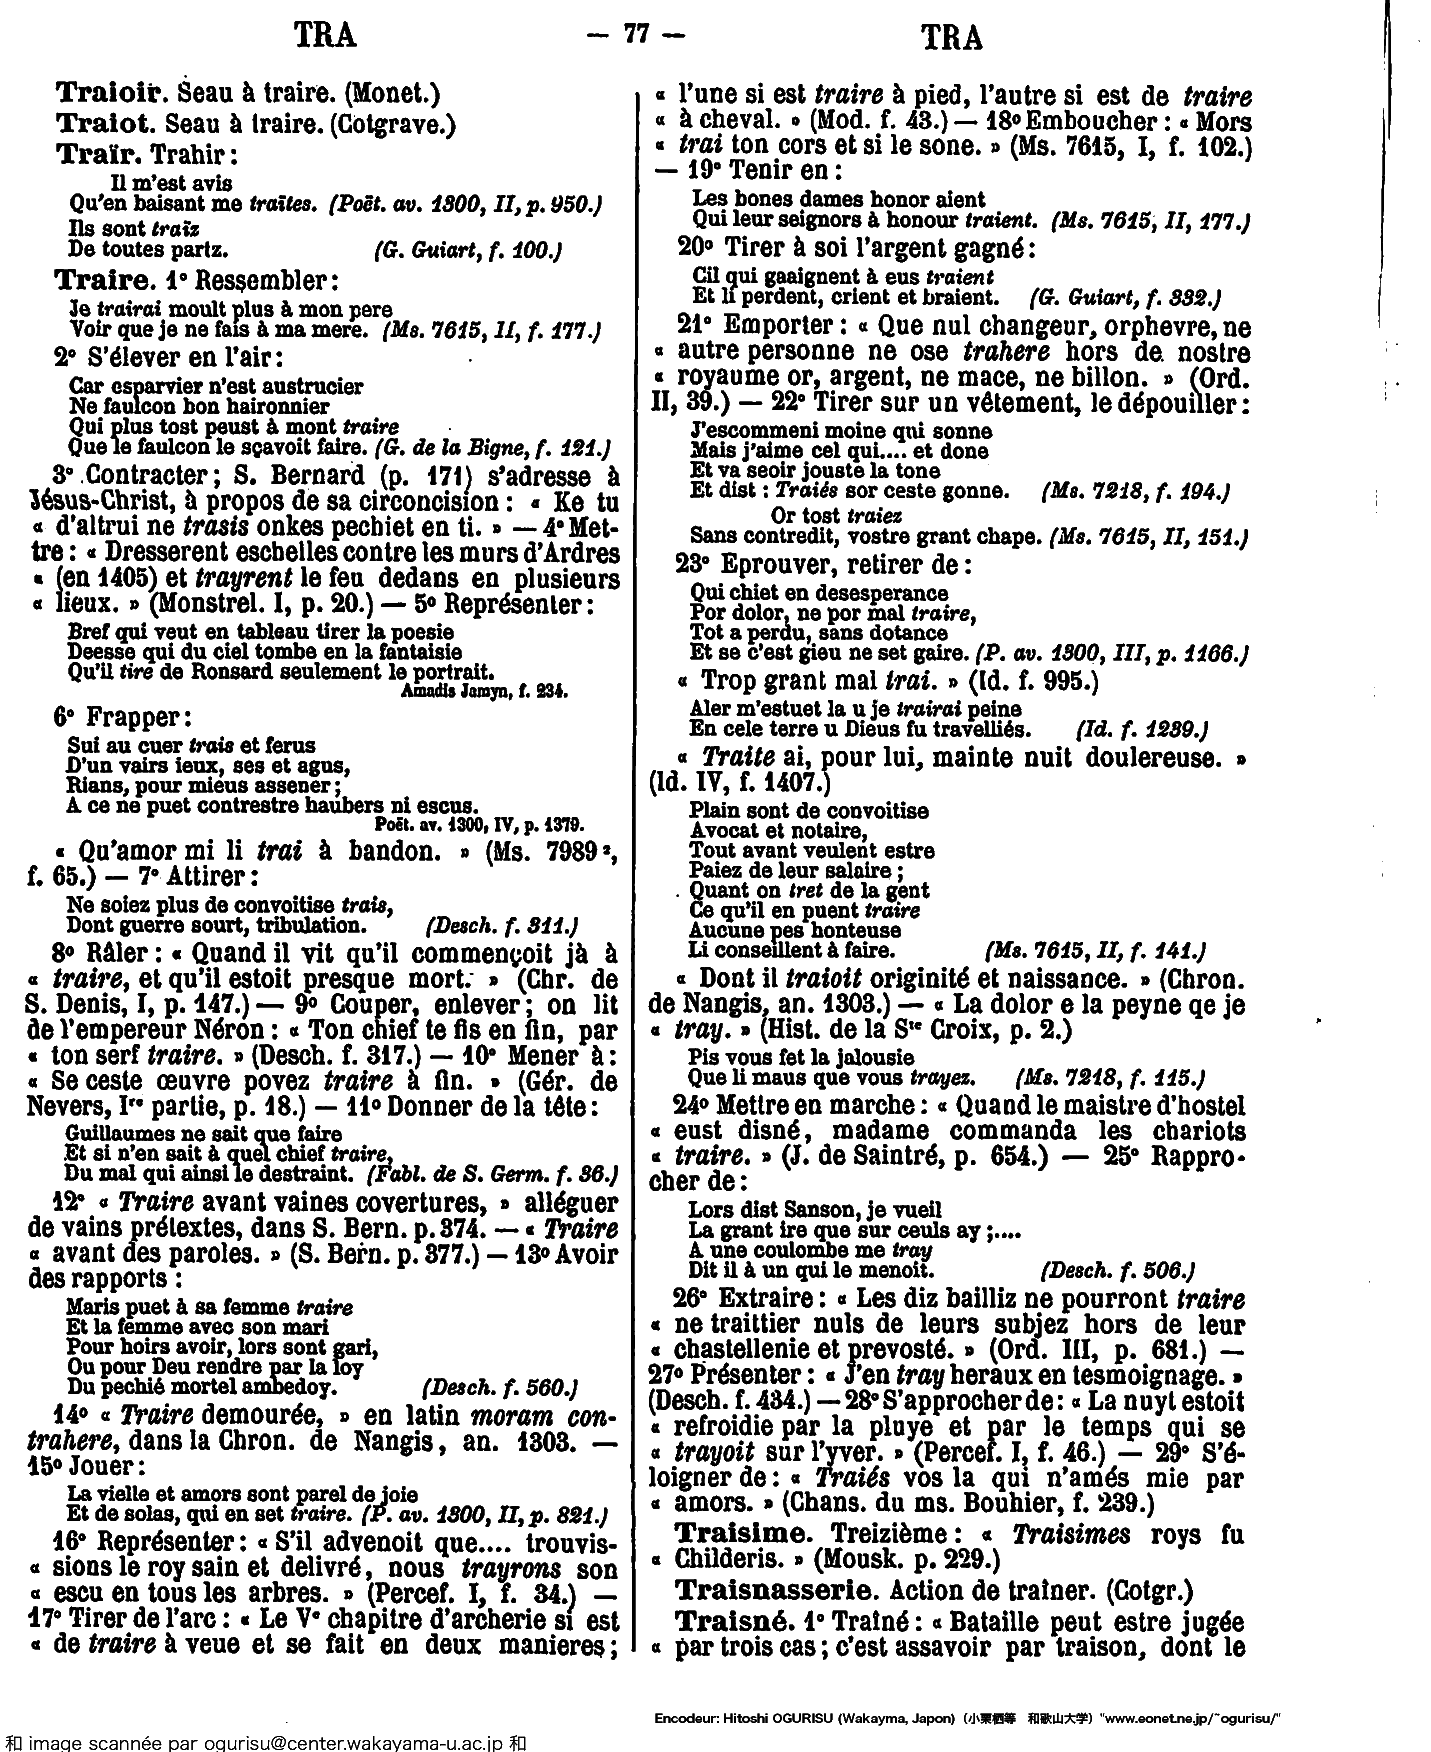 TRA — 77 — TRA
Traioir. Seau à traire. (Monet.)
Traiot. Seau à traire. (Cotgrave.)
Traïr. Trahir :
Il m'est avis
Qu'en baisant me traïtes. (Poët. av. 1300, II, p. 950.)
Ils sont traïz
De toutes partz. (G. Guiart, f. 100.)
Traire. 1° Ressembler :
Je trairai moult plus à mon pere
Voir que je ne fais à ma mere. (Ms. 7615, II, f. 177.)
2° S'élever en l'air :
Car esparvier n'est austrucier
Ne faulcon bon haironnier
Qui plus tost peust à mont traire
Que le faulcon le sçavoit faire. (G. de la Bigne, f. 121.)
3° Contracter ; S. Bernard (p. 171) s'adresse à
Jésus-Christ, à propos de sa circoncision : « Ke tu
« d'altrui ne trasis onkes pechiet en ti. » — 4° Met-
tre : « Dresserent eschelles contre les murs d'Ardres
« (en 1405) et trayrent le feu dedans en plusieurs
« lieux. » (Monstrel. I, p. 20.) — 5° Représenter :
Bref qui veut en tableau tirer la poesie
Deesse qui du ciel tombe en la fantaisie
Qu'il tire de Ronsard seulement le portrait.
Amadis Jamyn, f. 234.
6° Frapper :
Sui au cuer trais et ferus
D'un vairs ieux, ses et agus,
Rians, pour mieus assener ;
A ce ne puet contrestre haubers ni escus.
Poët. av. 1300, IV, p. 1379.
« Qu'amor mi li trai à bandon. » (Ms. 7989 ², 
f. 65.) — 7° Attirer :
Ne soiez plus de convoitise trais,
Dont guerre sourt, tribulation. (Desch. f. 311.)
8° Râler : « Quand il vit qu'il commençoit jà à
« traire, et qu'il estoit presque mort. » (Chr. de
S. Denis, I, p. 147.) — 9° Couper, enlever ; on lit
de l'empereur Néron : « Ton chief te fis en fin, par
« ton serf traire. » (Desch. f. 317.) — 10° Mener à :
« Se ceste œuvre povez traire à fin. » (Gér. de
Nevers, Iʳᵉ partie, p. 18.) — 11° Donner de la tête :
Guillaumes ne sait que faire
Et si n'en sait à quel chief traire,
Du mal qui ainsi le destraint. (Fabl. de S. Germ. f. 36.)
12° « Traire avant vaines covertures, » alléguer
de vains prétextes, dans S. Bern. p. 374. — « Traire
« avant des paroles. » (S. Bern. p. 377.) — 13° Avoir
des rapports :
Maris puet à sa femme traire
Et la femme avec son mari
Pour hoirs avoir, lors sont gari,
Ou pour Deu rendre par la loy
Du pechié mortel ambedoy. (Desch. f. 560.)
14° « Traire demourée, » en latin moram con-
trahere, dans la Chron. de Nangis, an. 1303. —
15° Jouer :
La vielle et amors sont parel de joie
Et de solas, qui en set traire. (P. av. 1300, II, p. 821.)
16° Représenter : « S'il advenoit que.... trouvis-
« sions le roy sain et delivré, nous trayrons son
« escu en tous les arbres. » (Percef. I, f. 34.) —
17° Tirer de l'arc : « Le Vᵉ chapitre d'archerie si est
« de traire à veue et se fait en deux manieres ;
« l'une si est traire à pied, l'autre si est de traire
« à cheval. » (Mod. f. 43.) — 18° Emboucher : « Mors
« trai ton cors et si le sone. » (Ms. 7615, I, f. 102.)
— 19° Tenir en :
Les bones dames honor aient
Qui leur seignors à honour traient. (Ms. 7615, II, 177.)
20° Tirer à soi l'argent gagné :
Cil qui gaaignent à eus traient
Et li perdent, crient et braient. (G. Guiart, f. 332.)
21° Emporter : « Que nul changeur, orphevre, ne
« autre personne ne ose trahere hors de nostre
« royaume or, argent, ne mace, ne billon. » (Ord.
II, 39.) — 22° Tirer sur un vêtement, le dépouiller :
J'escommeni moine qui sonne
Mais j'aime cel qui.... et done
Et va seoir jouste la tone
Et dist : Traiés sor ceste gonne. (Ms. 7218, f. 194.)
Or tost traiez
Sans contredit, vostre grant chape. (Ms. 7615, II, 151.)
23° Eprouver, retirer de :
Qui chiet en desesperance
Por dolor, ne por mal traire,
Tot a perdu, sans dotance
Et se c'est gieu ne set gaire. (P. av. 1300, III, p. 1166.)
« Trop grant mal trai. » (Id. f. 995.)
Aler m'estuet la u je trairai peine
En cele terre u Dieus fu travelliés. (Id. f. 1239.)
« Traite ai, pour lui, mainte nuit doulereuse. »
(Id. IV, f. 1407.)
Plain sont de convoitise
Avocat et notaire,
Tout avant veulent estre
Paiez de leur salaire ;
Quant on tret de la gent
Ce qu'il en puent traire
Aucune pes honteuse
Li conseillent à faire. (Ms. 7615, II, f. 141.)
« Dont il traioit originité et naissance. » (Chron.
de Nangis, an. 1303.) — « La dolor e la peyne qe je
« tray. » (Hist. de la Sᵗᵉ Croix, p. 2.)
Pis vous fet la jalousie
Que li maus que vous trayez. (Ms. 7218, f. 115.)
24° Mettre en marche : « Quand le maistre d'hostel
« eust disné, madame commanda les chariots
« traire. » (J. de Saintré, p. 654.) — 25° Rappro-
cher de :
Lors dist Sanson, je vueil
La grant ire que sur ceuls ay ;....
A une coulombe me tray
Dit il à un qui le menoit. (Desch. f. 506.)
26° Extraire : « Les diz bailliz ne pourront traire
« ne traittier nuls de leurs subjez hors de leur
« chastellenie et prevosté. » (Ord. III, p. 681.) —
27° Présenter : « J'en tray heraux en tesmoignage. »
(Desch. f. 434.) — 28° S'approcher de : « La nuyt estoit
« refroidie par la pluye et par le temps qui se
« trayoit sur l'yver. » (Percef. I, f. 46.) — 29° S'é-
loigner de : « Traiés vos la qui n'amés mie par
« amors. » (Chans. du ms. Bouhier, f. 239.)
Traisime. Treizième : « Traisimes roys fu
« Childeris. » (Mousk. p. 229.)
Traisnasserie. Action de traîner. (Cotgr.)
Traisné. 1° Traîné : « Bataille peut estre jugée
« par trois cas ; c'est assavoir par traison, dont le
Encodeur: Hitoshi OGURISU (Wakayma, Japon) (小栗栖等 和歌山大学) "www.eonet.ne.jp/~ogurisu/"
和 image scannée par ogurisu@center.wakayama-u.ac.jp 和